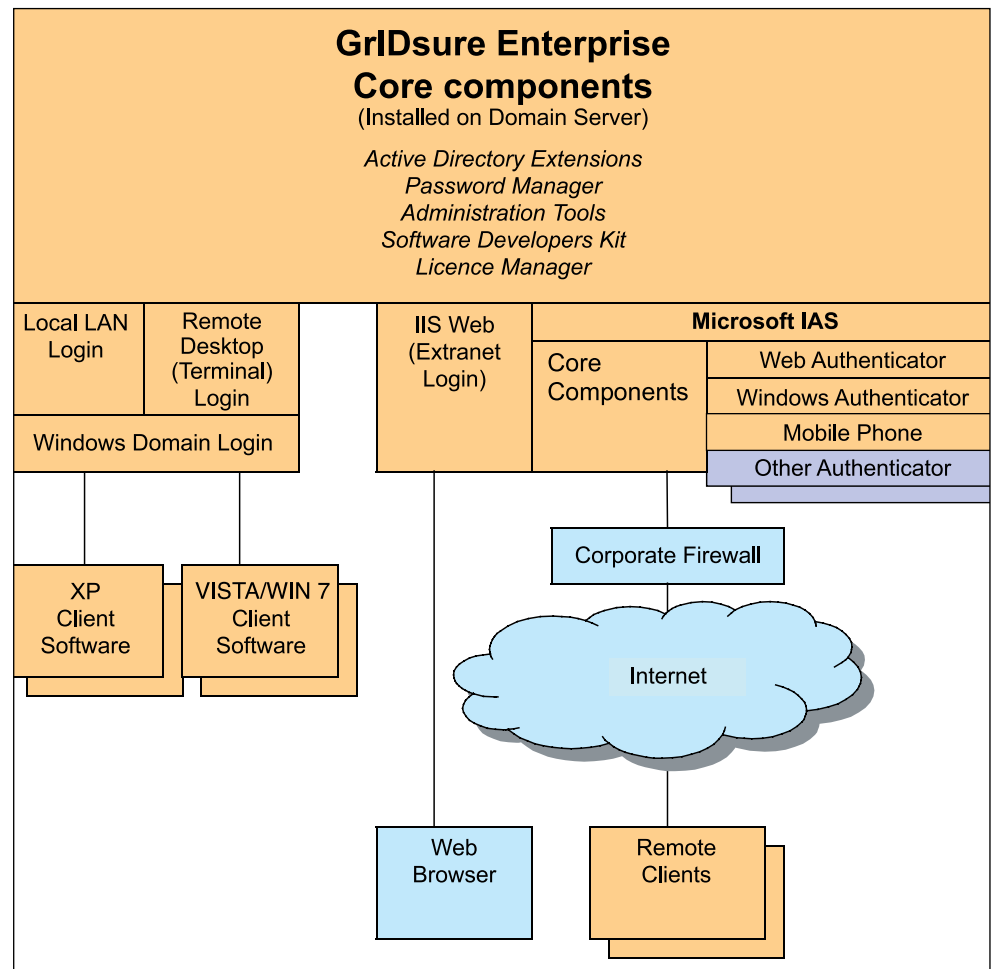 GrIDsure Enterprise
Core components
(Installed on Domain Server)
Active Directory Extensions
Password Manager
Administration Tools
Software Developers Kit
Licence Manager
Local LAN
Login
Remote
Desktop
(Terminal)
Login
Windows Domain Login
IIS Web
(Extranet
Login)
Microsoft IAS
Core
Components
Web Authenticator
Windows Authenticator
Mobile Phone
Other Authenticator
Corporate Firewall
XP
Client
Software
VISTA/WIN 7
Client
Software
Internet
Web
Browser
Remote
Clients